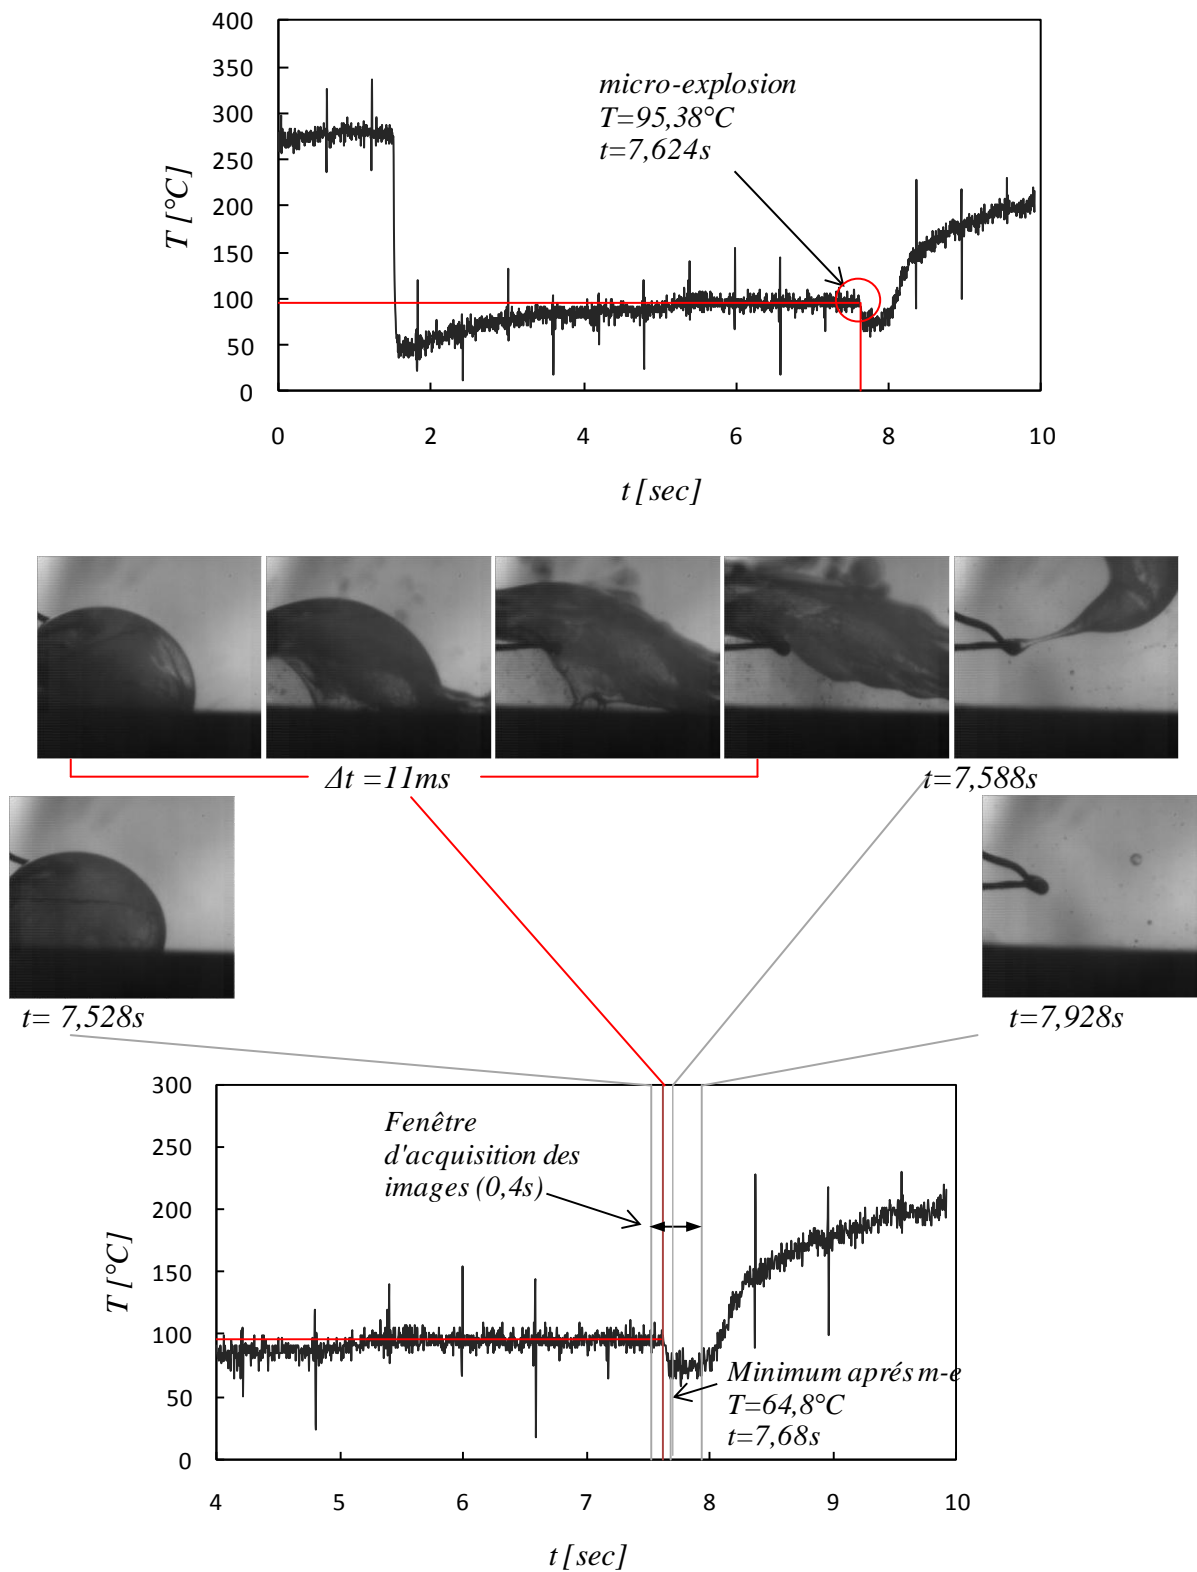 400
350
300
250
200
150
100
50
0
T [°C]
micro-explosion
T=95,38°C
t=7,624s
0 2 4 6 8 10
t [sec]
Δt =11ms
t=7,588s
t= 7,528s
t=7,928s
300
250
200
150
100
50
0
T [°C]
Fenêtre
d'acquisition des
images (0,4s)
Minimum aprés m-e
T=64,8°C
t=7,68s
4 5 6 7 8 9 10
t [sec]